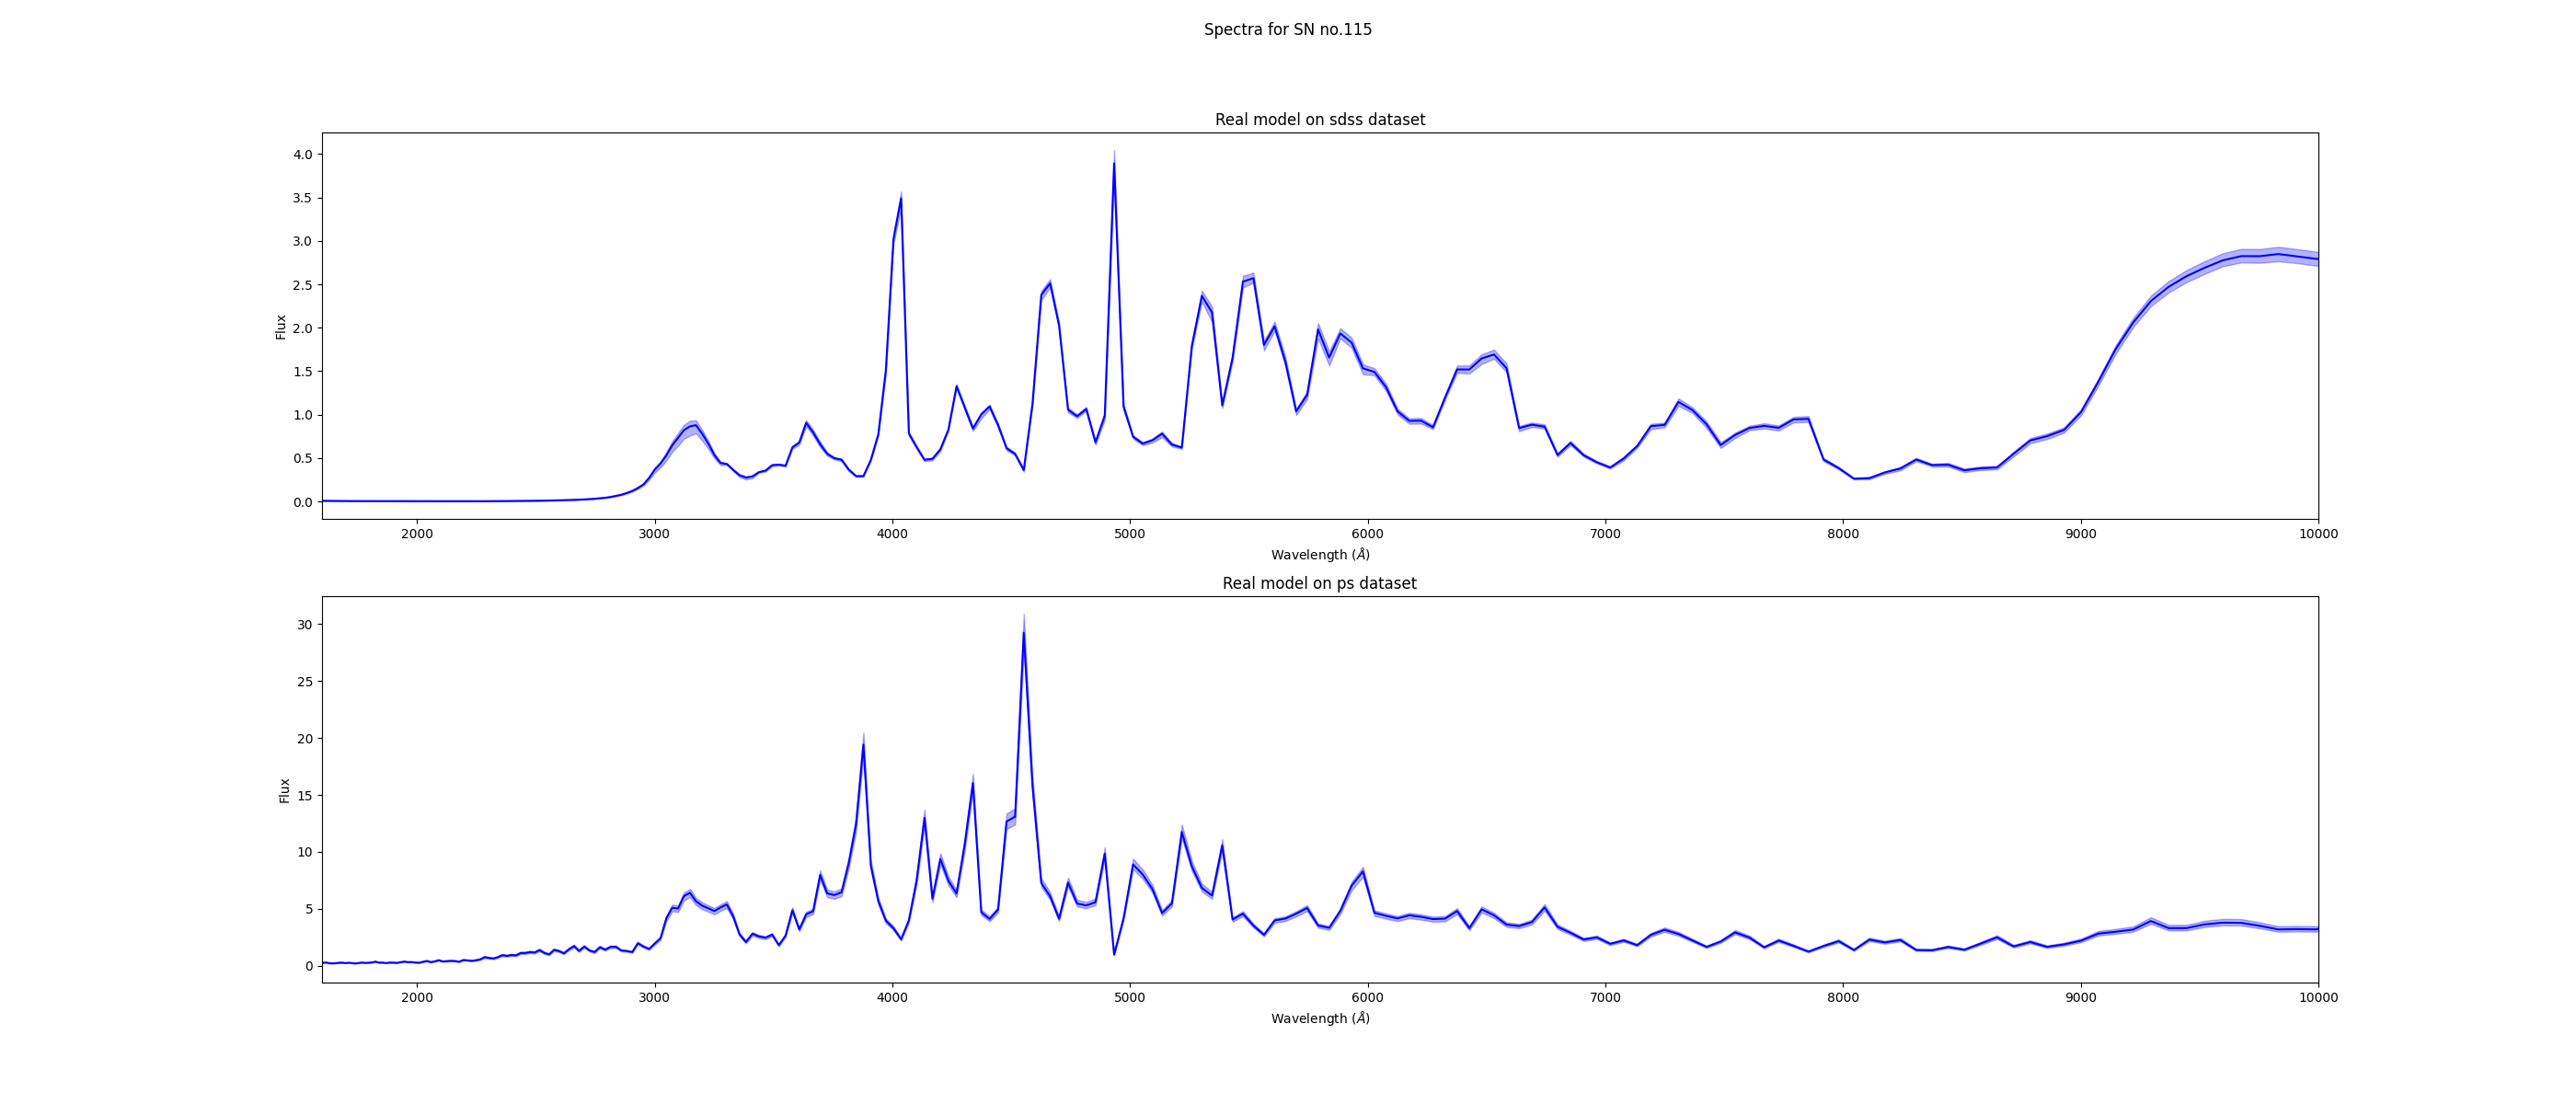 Spectra for SN no.115
Real model on sdss dataset
4.0
3.5
3.0
2.5
2.0
1.5
1.0
0.5
0.0
Flux
2000 3000 4000 5000 6000 7000 8000 9000 10000
Wavelength (Å)
Real model on ps dataset
30
25
20
15
10
5
0
Flux
2000 3000 4000 5000 6000 7000 8000 9000 10000
Wavelength (Å)